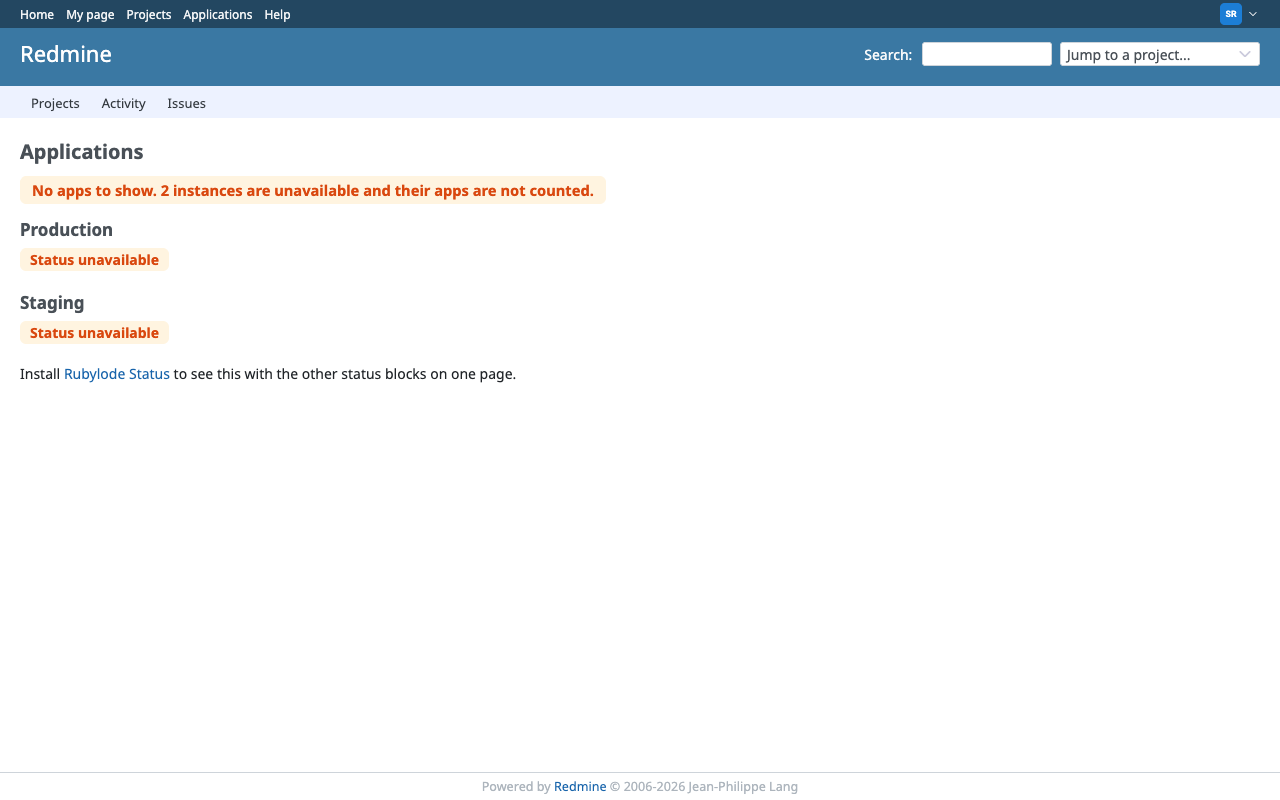 Home My page Projects Applications Help SR
Redmine
Search: Jump to a project...
Projects Activity Issues
Applications
No apps to show. 2 instances are unavailable and their apps are not counted.
Production
Status unavailable
Staging
Status unavailable
Install Rubylode Status to see this with the other status blocks on one page.
Powered by Redmine © 2006-2026 Jean-Philippe Lang